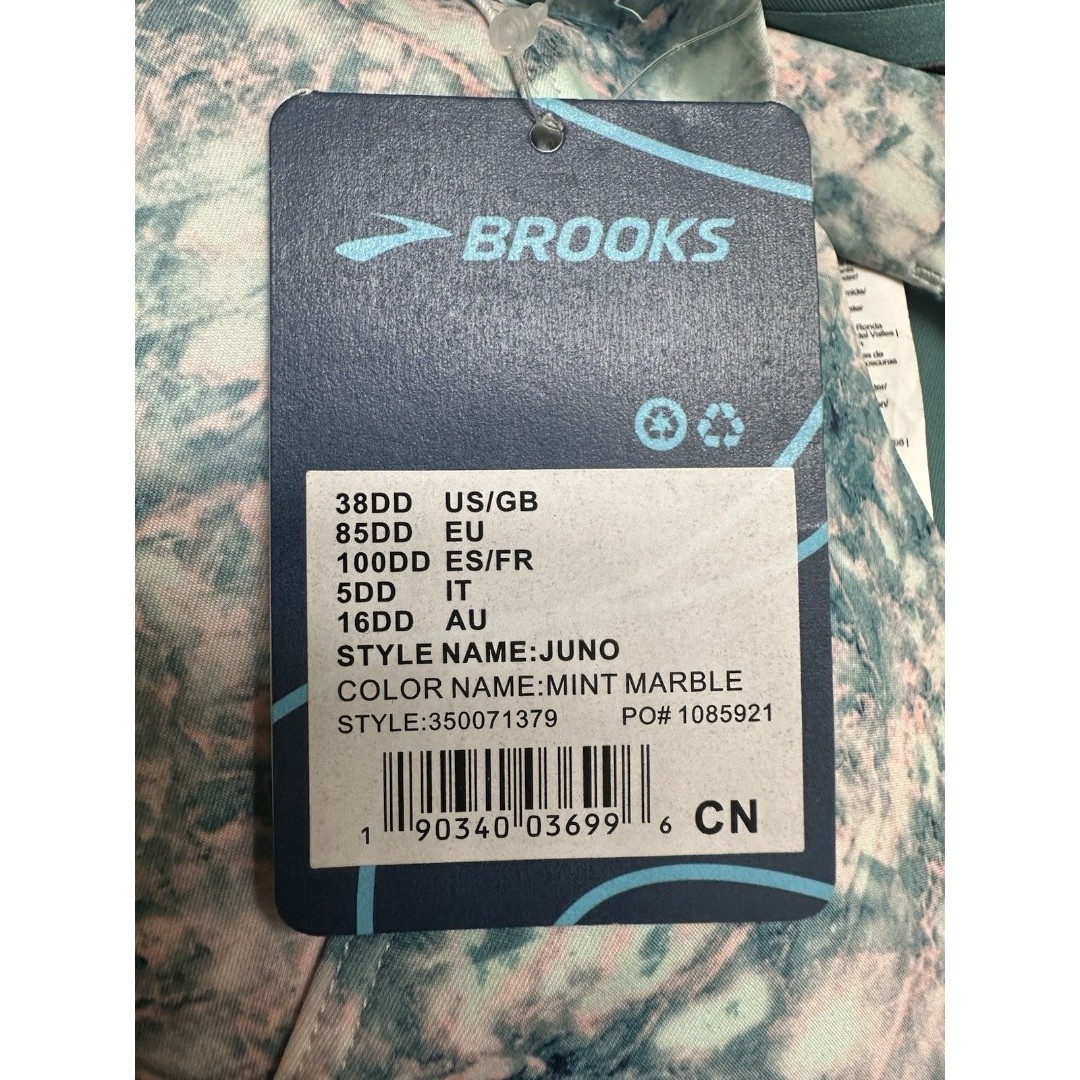 BROOKS
38DD US/GB
85DD EU
100DD ES/FR
5DD IT
16DD AU
STYLE NAME:JUNO
COLOR NAME:MINT MARBLE
STYLE:350071379 PO# 1085921
1 90340 03699 6 CN
Ronda